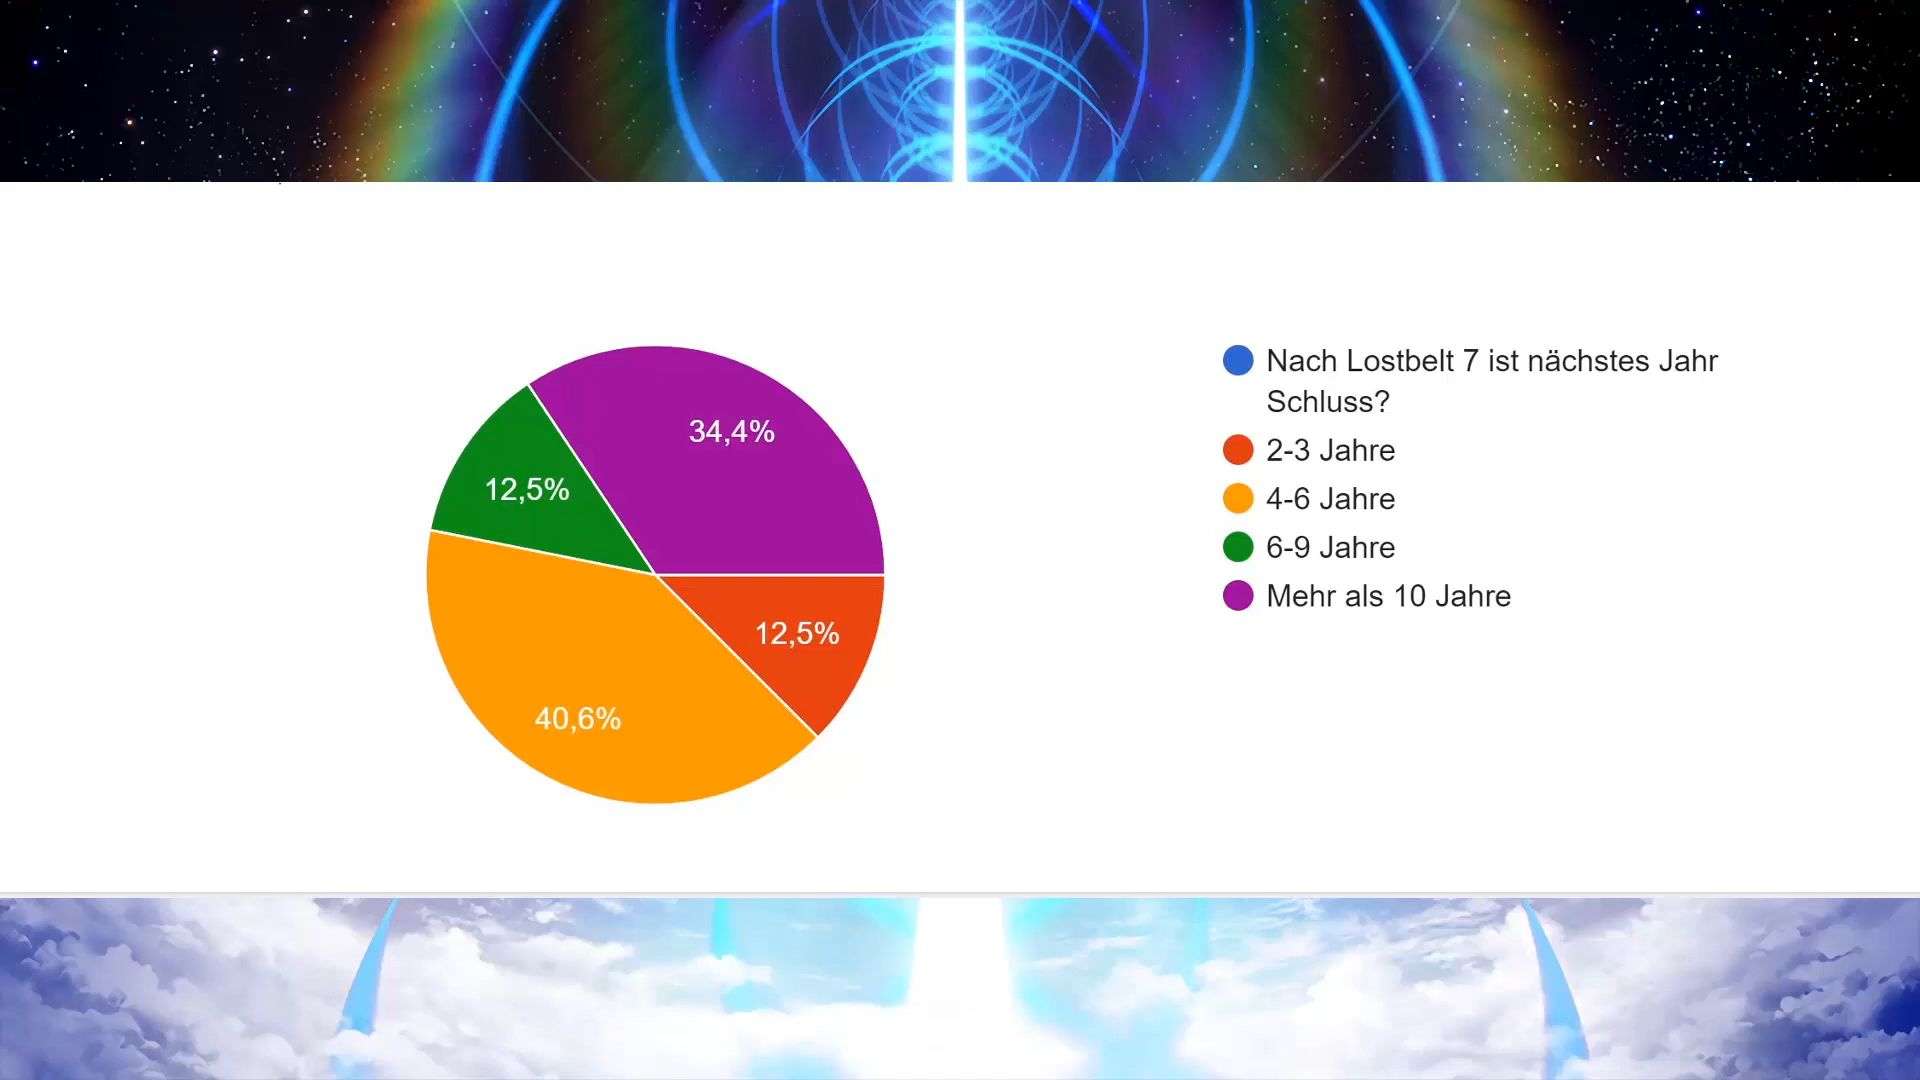 34,4%
12,5%
12,5%
40,6%
Nach Lostbelt 7 ist nächstes Jahr
Schluss?
2-3 Jahre
4-6 Jahre
6-9 Jahre
Mehr als 10 Jahre